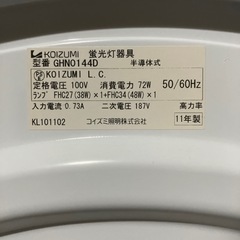 KOIZUMI 蛍光灯器具
型番 GHN0144D 半導体式
KOIZUMI L.C.
定格電圧 100V 消費電力 72W 50/60Hz
ランプ FHC27(38W)×1+FHC34(48W)×1
入力電流 0.73A 二次電圧 187V 高力率
KL101102 コイズミ照明株式会社 11年製